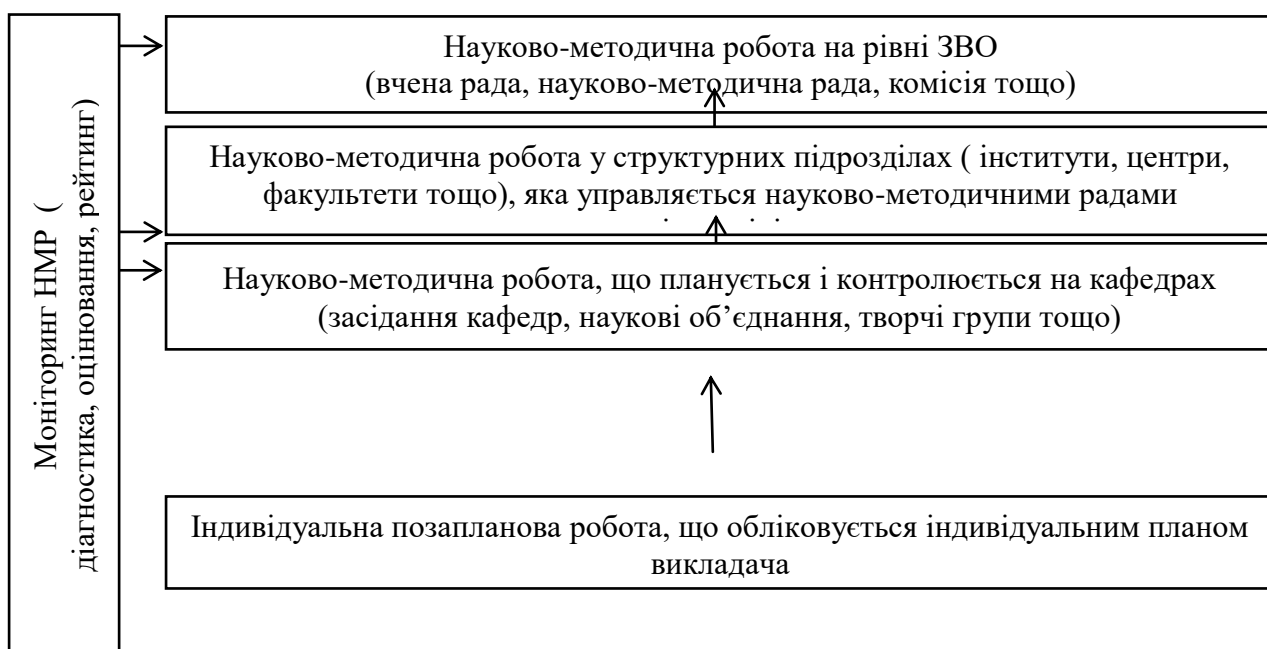 Моніторинг НМР (
діагностика, оцінювання, рейтинг)
Науково-методична робота на рівні ЗВО
(вчена рада, науково-методична рада, комісія тощо)
Науково-методична робота у структурних підрозділах ( інститути, центри,
факультети тощо), яка управляється науково-методичними радами
Науково-методична робота, що планується і контролюється на кафедрах
(засідання кафедр, наукові об’єднання, творчі групи тощо)
Індивідуальна позапланова робота, що обліковується індивідуальним планом
викладача